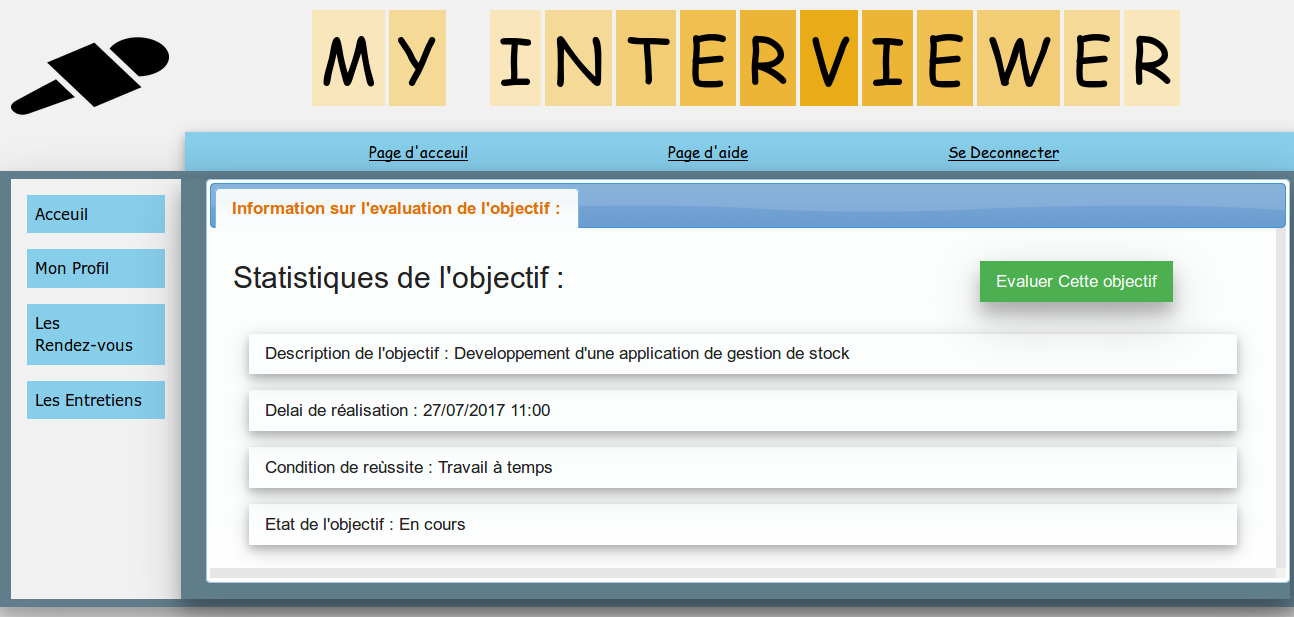 MY INTERVIEWER
Page d'acceuil
Page d'aide
Se Deconnecter
Acceuil
Mon Profil
Les
Rendez-vous
Les Entretiens
Information sur l'evaluation de l'objectif :
Statistiques de l'objectif :
Evaluer Cette objectif
Description de l'objectif : Developpement d'une application de gestion de stock
Delai de réalisation : 27/07/2017 11:00
Condition de reùssite : Travail à temps
Etat de l'objectif : En cours